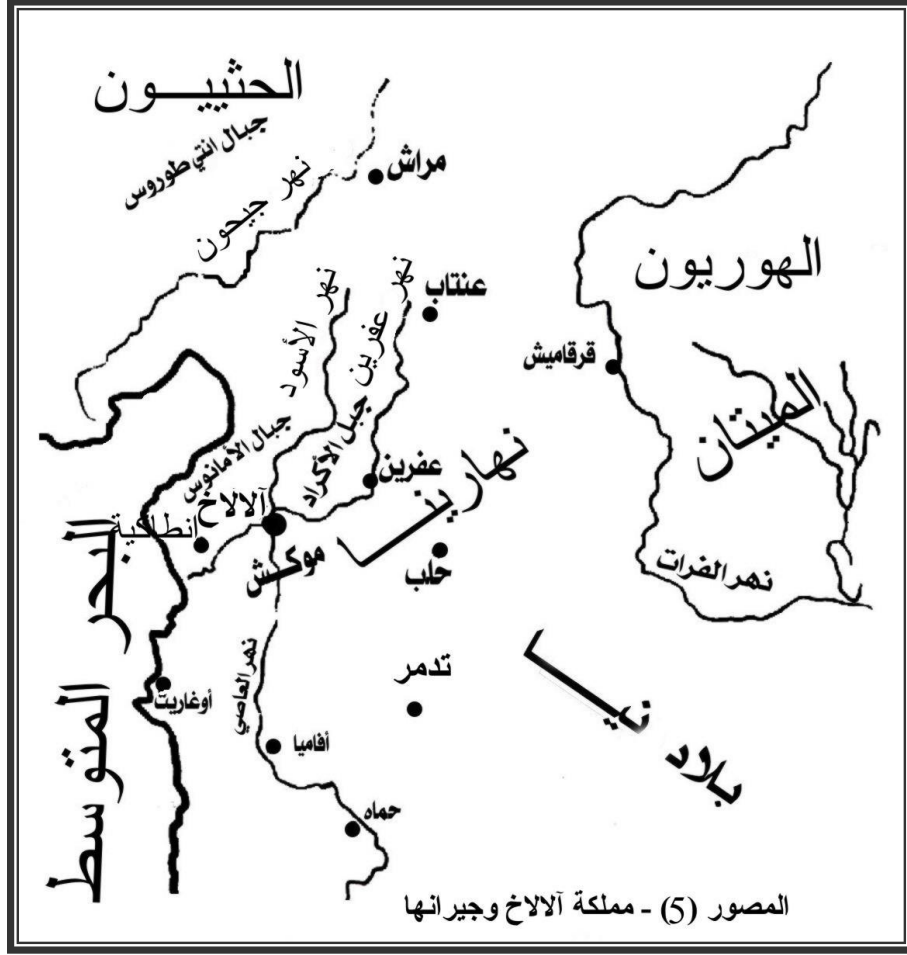 الحثييون
جبال انتي طوروس
نهر جيحون
مراش
الهوريون
نهر الأسود
نهر عفرين
عنتاب
قرقاميش
الميتان
جبال الأمانوس
جبل الأكراد
عفرين
نهارينا
آلالاخ
انطاكية
موكش
حلب
نهر الفرات
البحر المتوسط
نهر العاصي
تدمر
بلاد نيا
أوغاريت
أفاميا
حماه
المصور (5) - مملكة آلالاخ وجيرانها